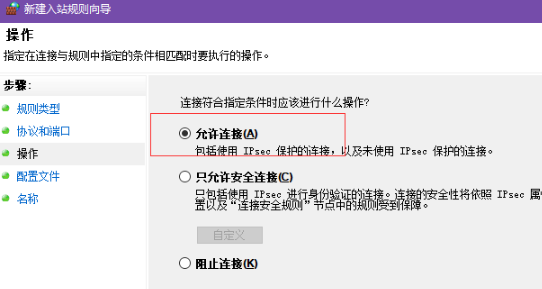 新建入站规则向导
操作
指定在连接与规则中指定的条件相匹配时要执行的操作。
步骤:
规则类型
协议和端口
操作
配置文件
名称
连接符合指定条件时应该进行什么操作?
允许连接(A)
包括使用 IPsec 保护的连接，以及未使用 IPsec 保护的连接。
只允许安全连接(C)
只包括使用 IPsec 进行身份验证的连接。连接的安全性将依照 IPsec 属
置以及“连接安全规则”节点中的规则受到保障。
自定义
阻止连接(K)